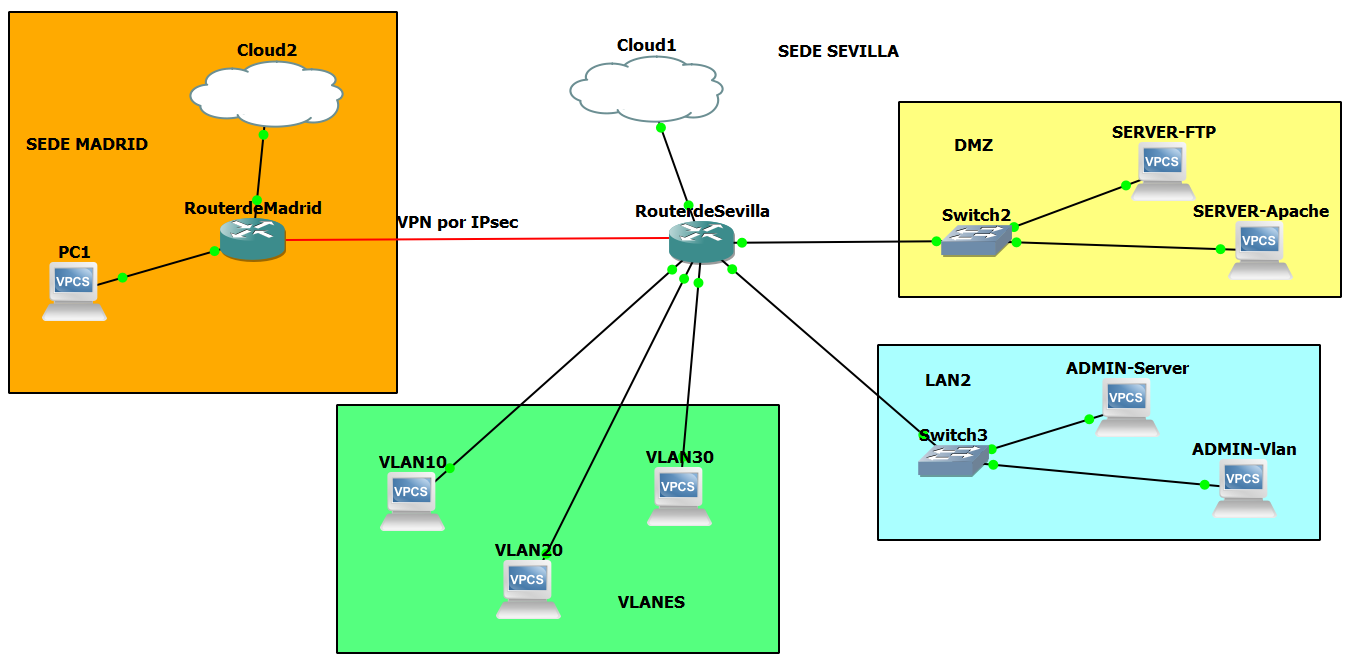 Cloud2
Cloud1
SEDE SEVILLA
SEDE MADRID
DMZ
SERVER-FTP
VPCS
RouterdeMadrid
VPN por IPsec
RouterdeSevilla
Switch2
SERVER-Apache
VPCS
PC1
VPCS
LAN2
ADMIN-Server
VPCS
Switch3
ADMIN-Vlan
VPCS
VLAN10
VPCS
VLAN30
VPCS
VLAN20
VPCS
VLANES